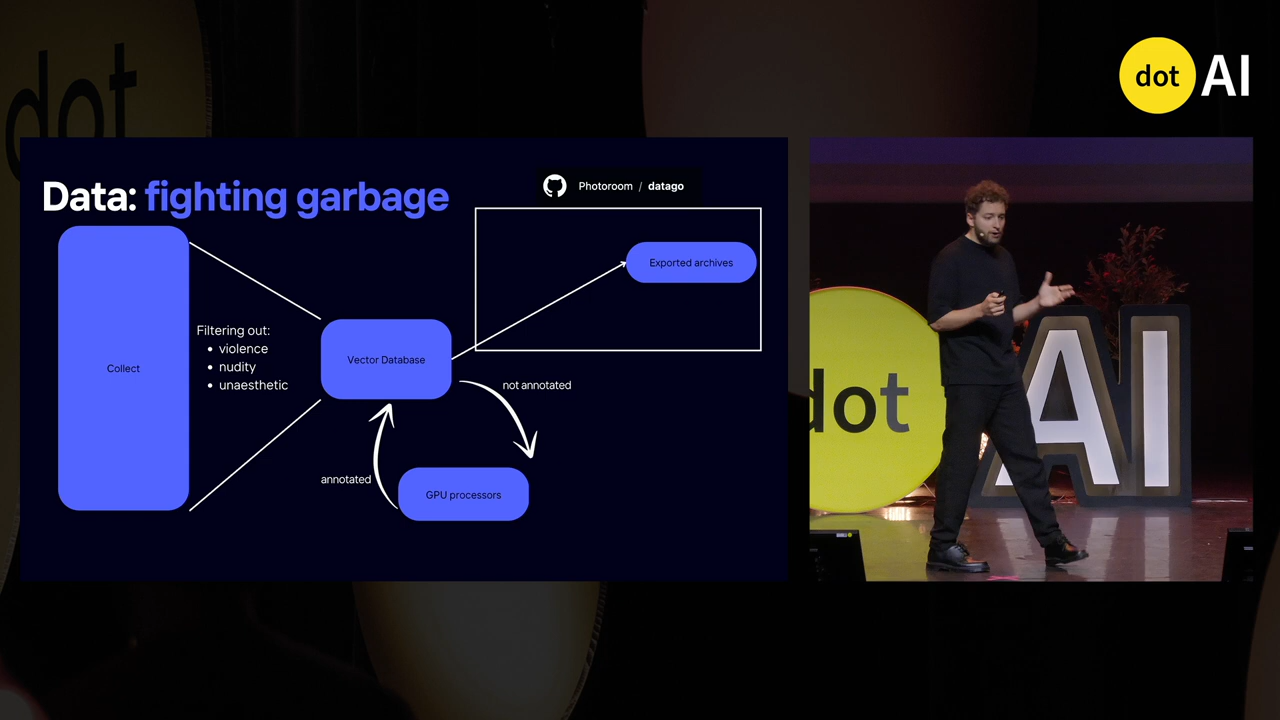 dot
dot AI
Data: fighting garbage
Photoroom / datago
Exported archives
Filtering out:
• violence
• nudity
• unaesthetic
Collect
Vector Database
not annotated
annotated
GPU processors
dot AI